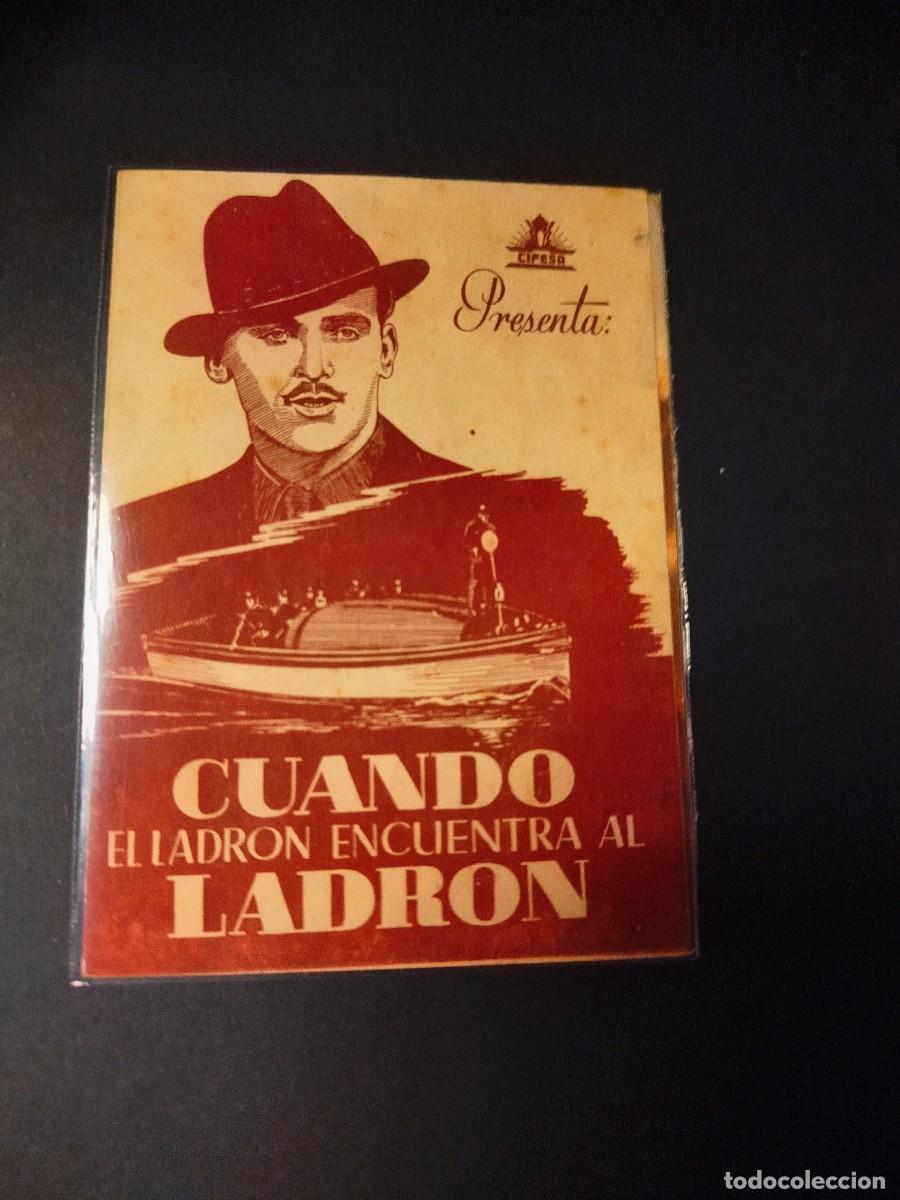 CIFESA
Presenta:
CUANDO
EL LADRON ENCUENTRA AL
LADRON
todocoleccion